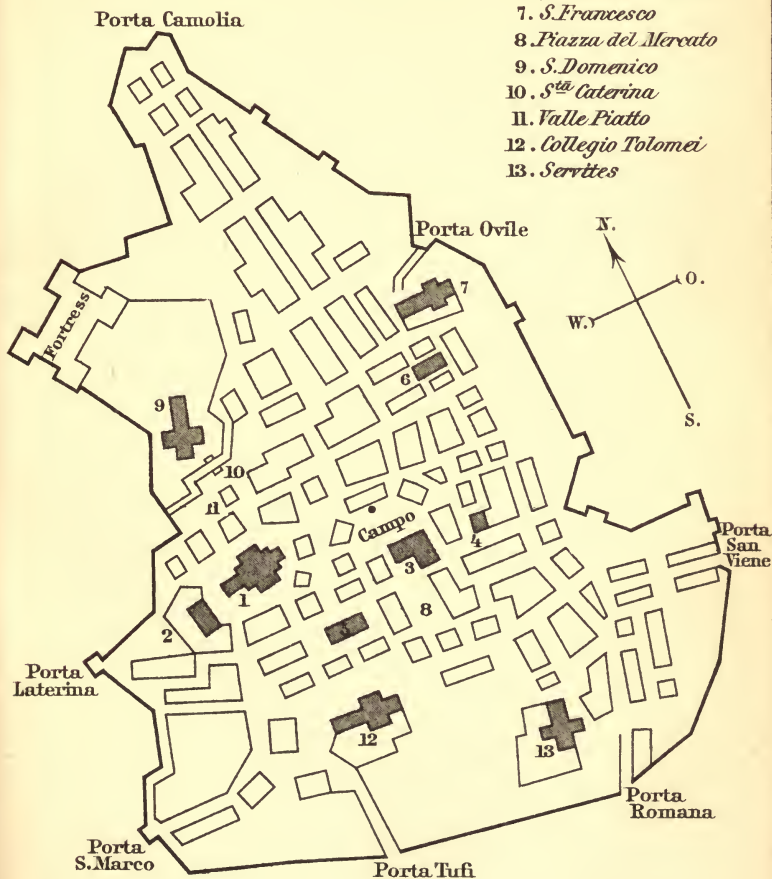 Porta Camolia
7. S. Francesco
8. Piazza del Mercato
9. S. Domenico
10. Sta Caterina
11. Valle Piatto
12. Collegio Tolomei
13. Servites
Porta Ovile
N.
O.
W.
S.
Fortress
7
6
9
10
11
Campo
4
3
Porta
San
Viene
1
8
2
5
Porta
Laterina
12
13
Porta
Romana
Porta
S. Marco
Porta Tufi